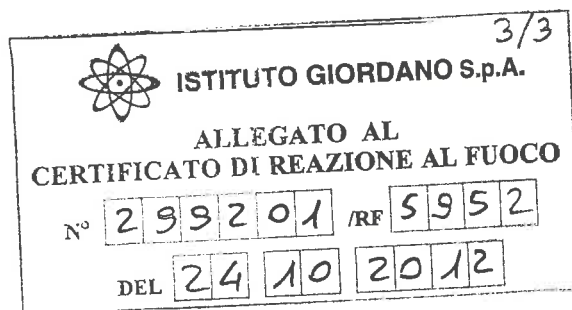 3/3
ISTITUTO GIORDANO S.p.A.
ALLEGATO AL
CERTIFICATO DI REAZIONE AL FUOCO
N° 299201 /RF 5952
DEL 24 10 2012